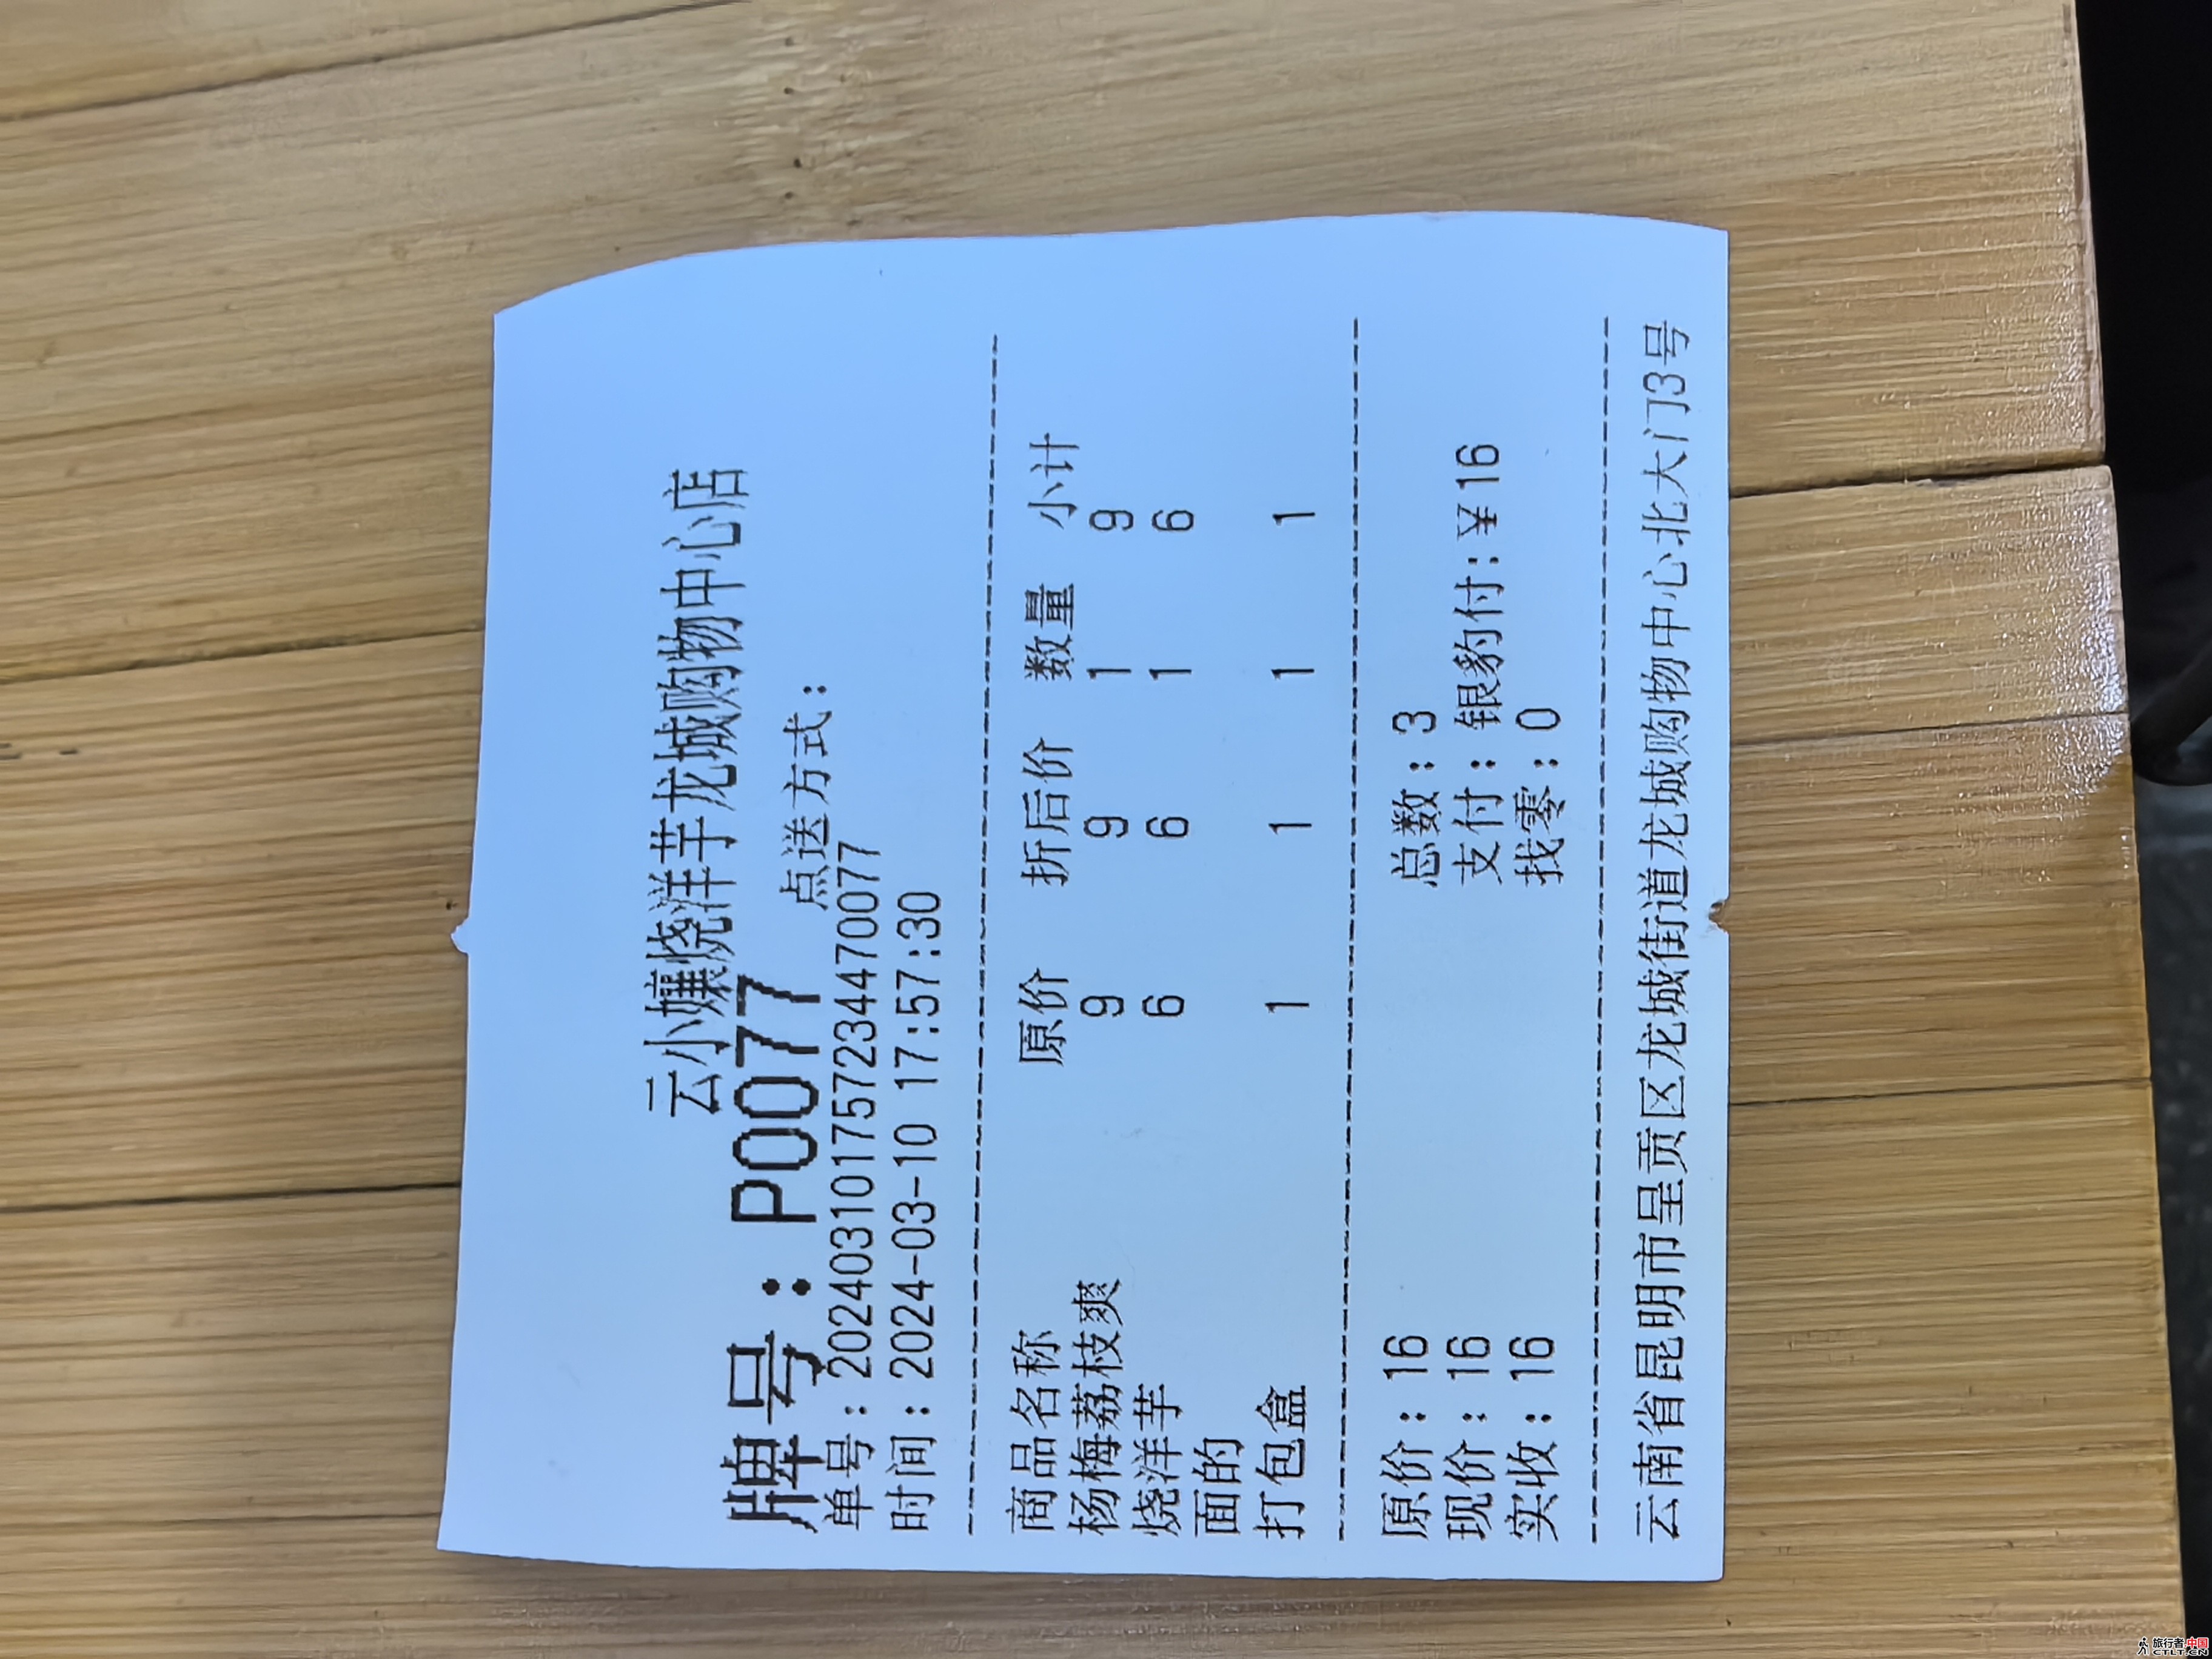 云小孃烧洋芋龙城购物中心店
牌号：P0077
点送方式：
单号：202403101757234470077
时间：2024-03-10 17:57:30
商品名称 原价 折后价 数量 小计
杨梅荔枝爽 9 9 1 9
烧洋芋 6 6 1 6
面的
打包盒 1 1 1 1
原价：16 总数：3
现价：16 支付：银豹付：¥16
实收：16 找零：0
云南省昆明市呈贡区龙城街道龙城购物中心北大门3号
旅行者.中国
CTLT.CN